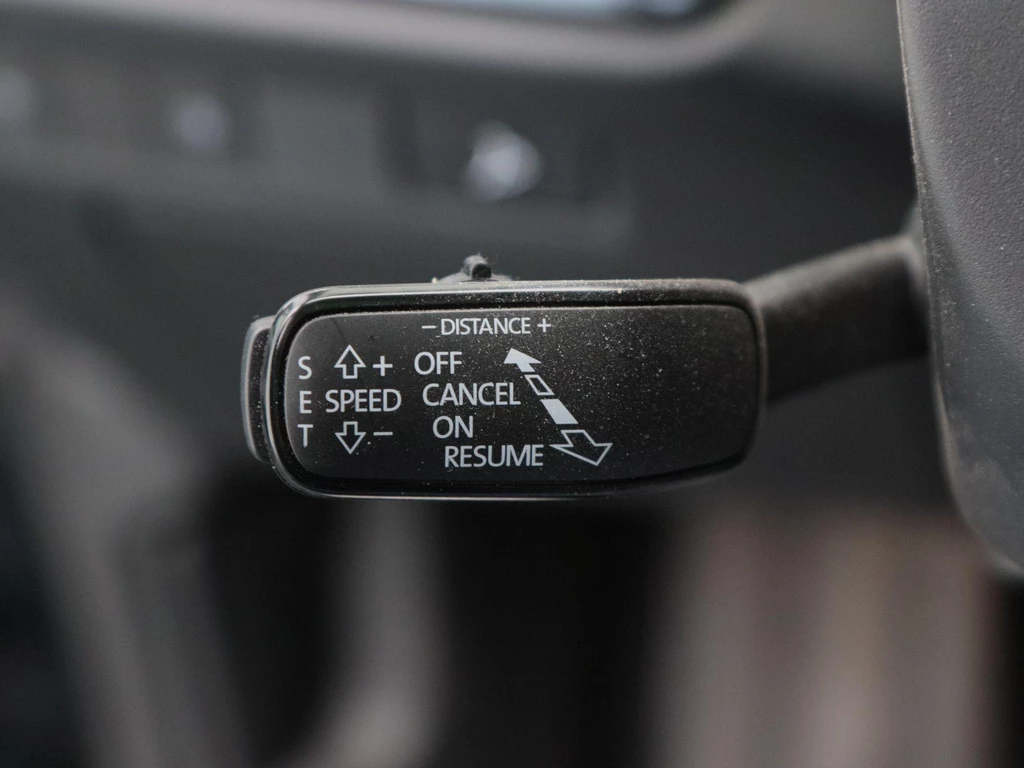 - DISTANCE +
S + OFF
E SPEED CANCEL
T - ON
RESUME